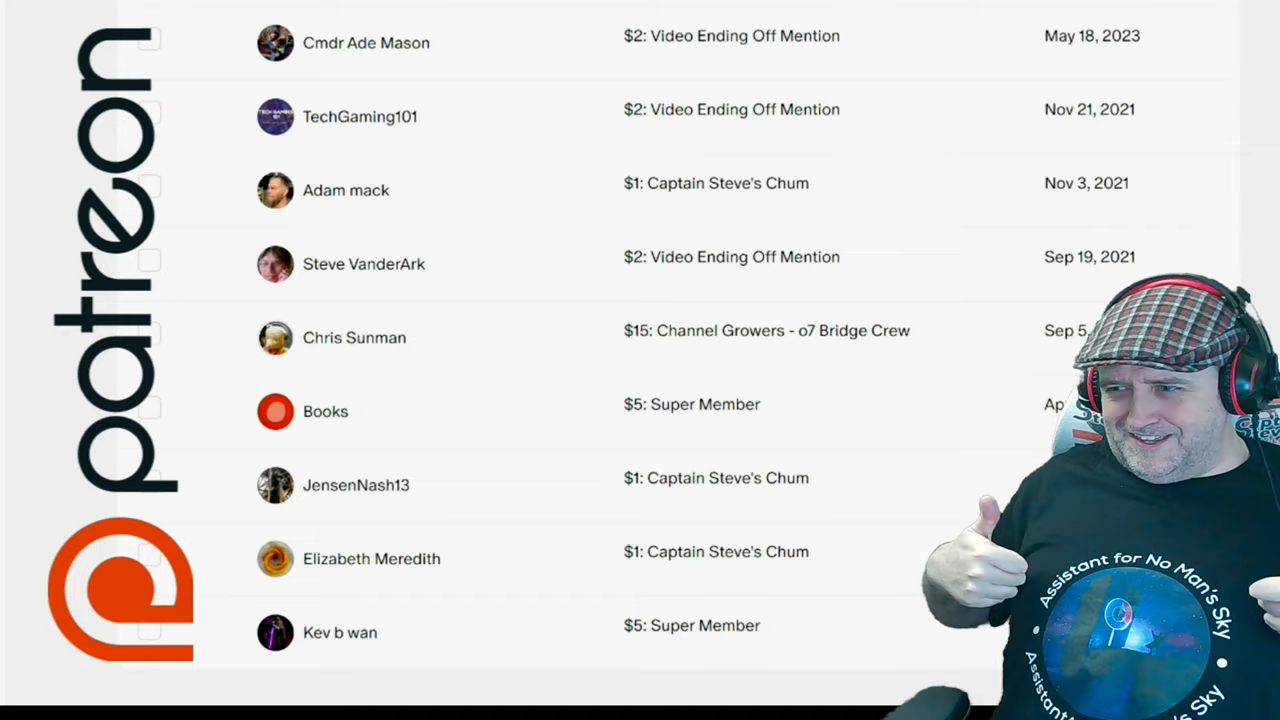 patreon
Cmdr Ade Mason $2: Video Ending Off Mention May 18, 2023
TechGaming101 $2: Video Ending Off Mention Nov 21, 2021
Adam mack $1: Captain Steve's Chum Nov 3, 2021
Steve VanderArk $2: Video Ending Off Mention Sep 19, 2021
Chris Sunman $15: Channel Growers - o7 Bridge Crew Sep 5,
Books $5: Super Member Ap
JensenNash13 $1: Captain Steve's Chum
Elizabeth Meredith $1: Captain Steve's Chum
Kev b wan $5: Super Member
Assistant for No Man's Sky